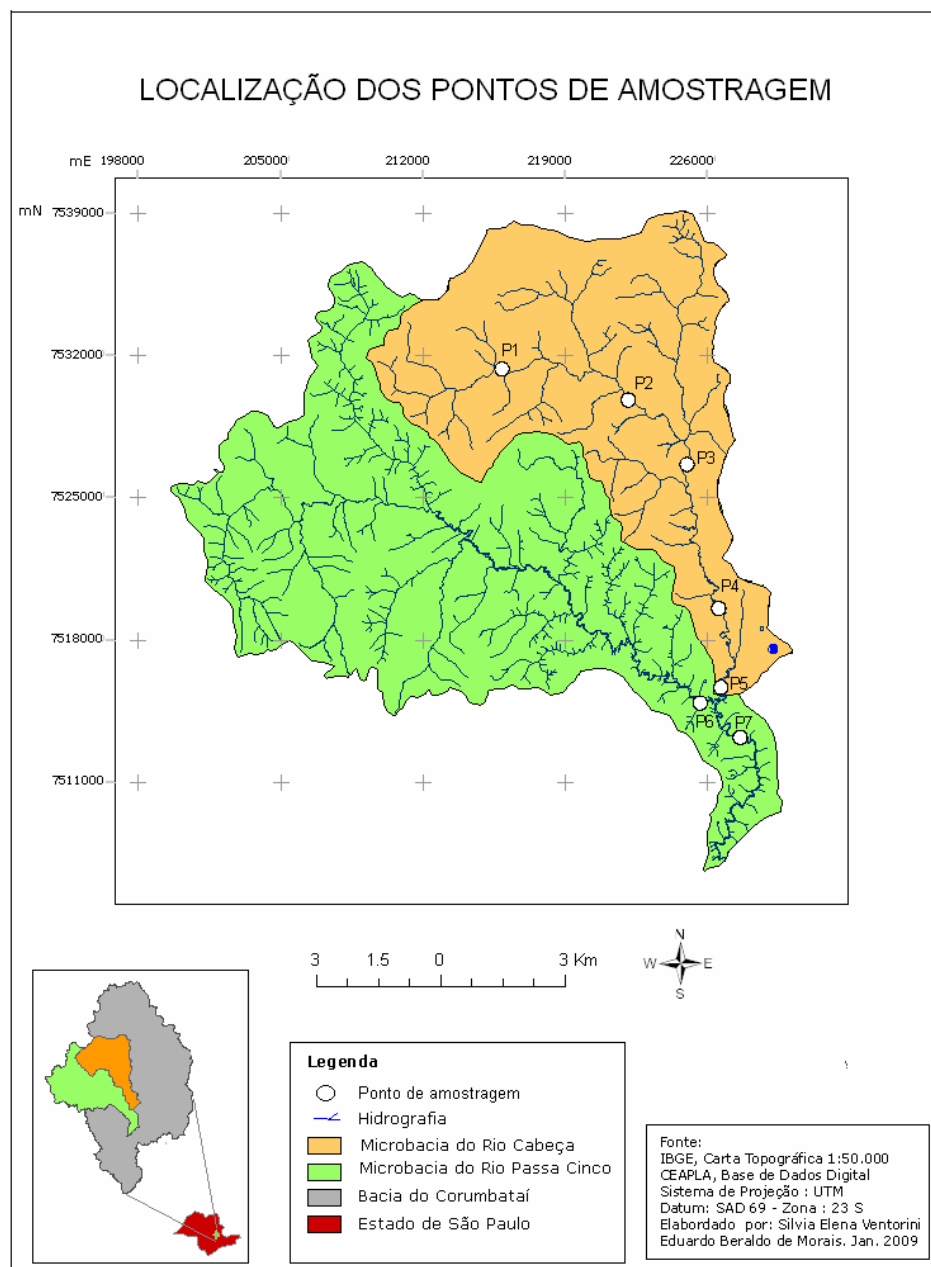 LOCALIZAÇÃO DOS PONTOS DE AMOSTRAGEM
mE 198000 205000 212000 219000 226000
mN 7539000
7532000
P1
P2
P3
7525000
P4
7518000
P5
P6
P7
7511000
3 1.5 0 3 Km
N
W E
S
Legenda
Ponto de amostragem
Hidrografia
Microbacia do Rio Cabeça
Microbacia do Rio Passa Cinco
Bacia do Corumbataí
Estado de São Paulo
Fonte:
IBGE, Carta Topográfica 1:50.000
CEAPLA, Base de Dados Digital
Sistema de Projeção : UTM
Datum: SAD 69 - Zona : 23 S
Elaborado por: Silvia Elena Ventorini
Eduardo Beraldo de Morais. Jan. 2009